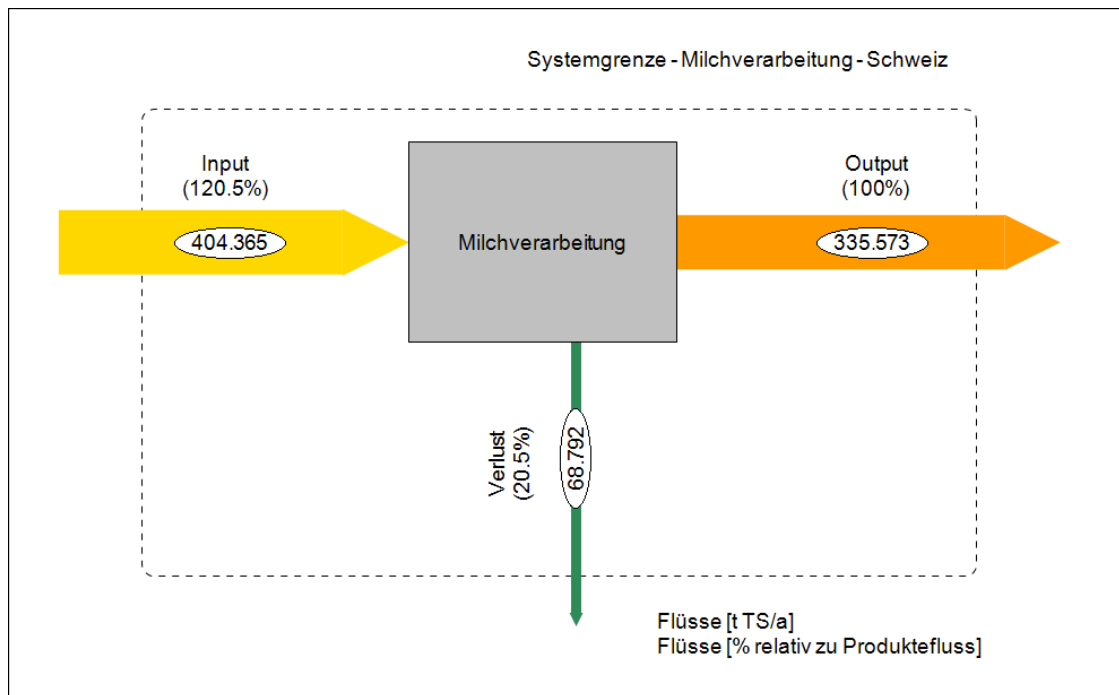 Systemgrenze - Milchverarbeitung - Schweiz
Input
(120.5%)
404.365
Milchverarbeitung
Output
(100%)
335.573
Verlust
(20.5%)
68.792
Flüsse [t TS/a]
Flüsse [% relativ zu Produktefluss]